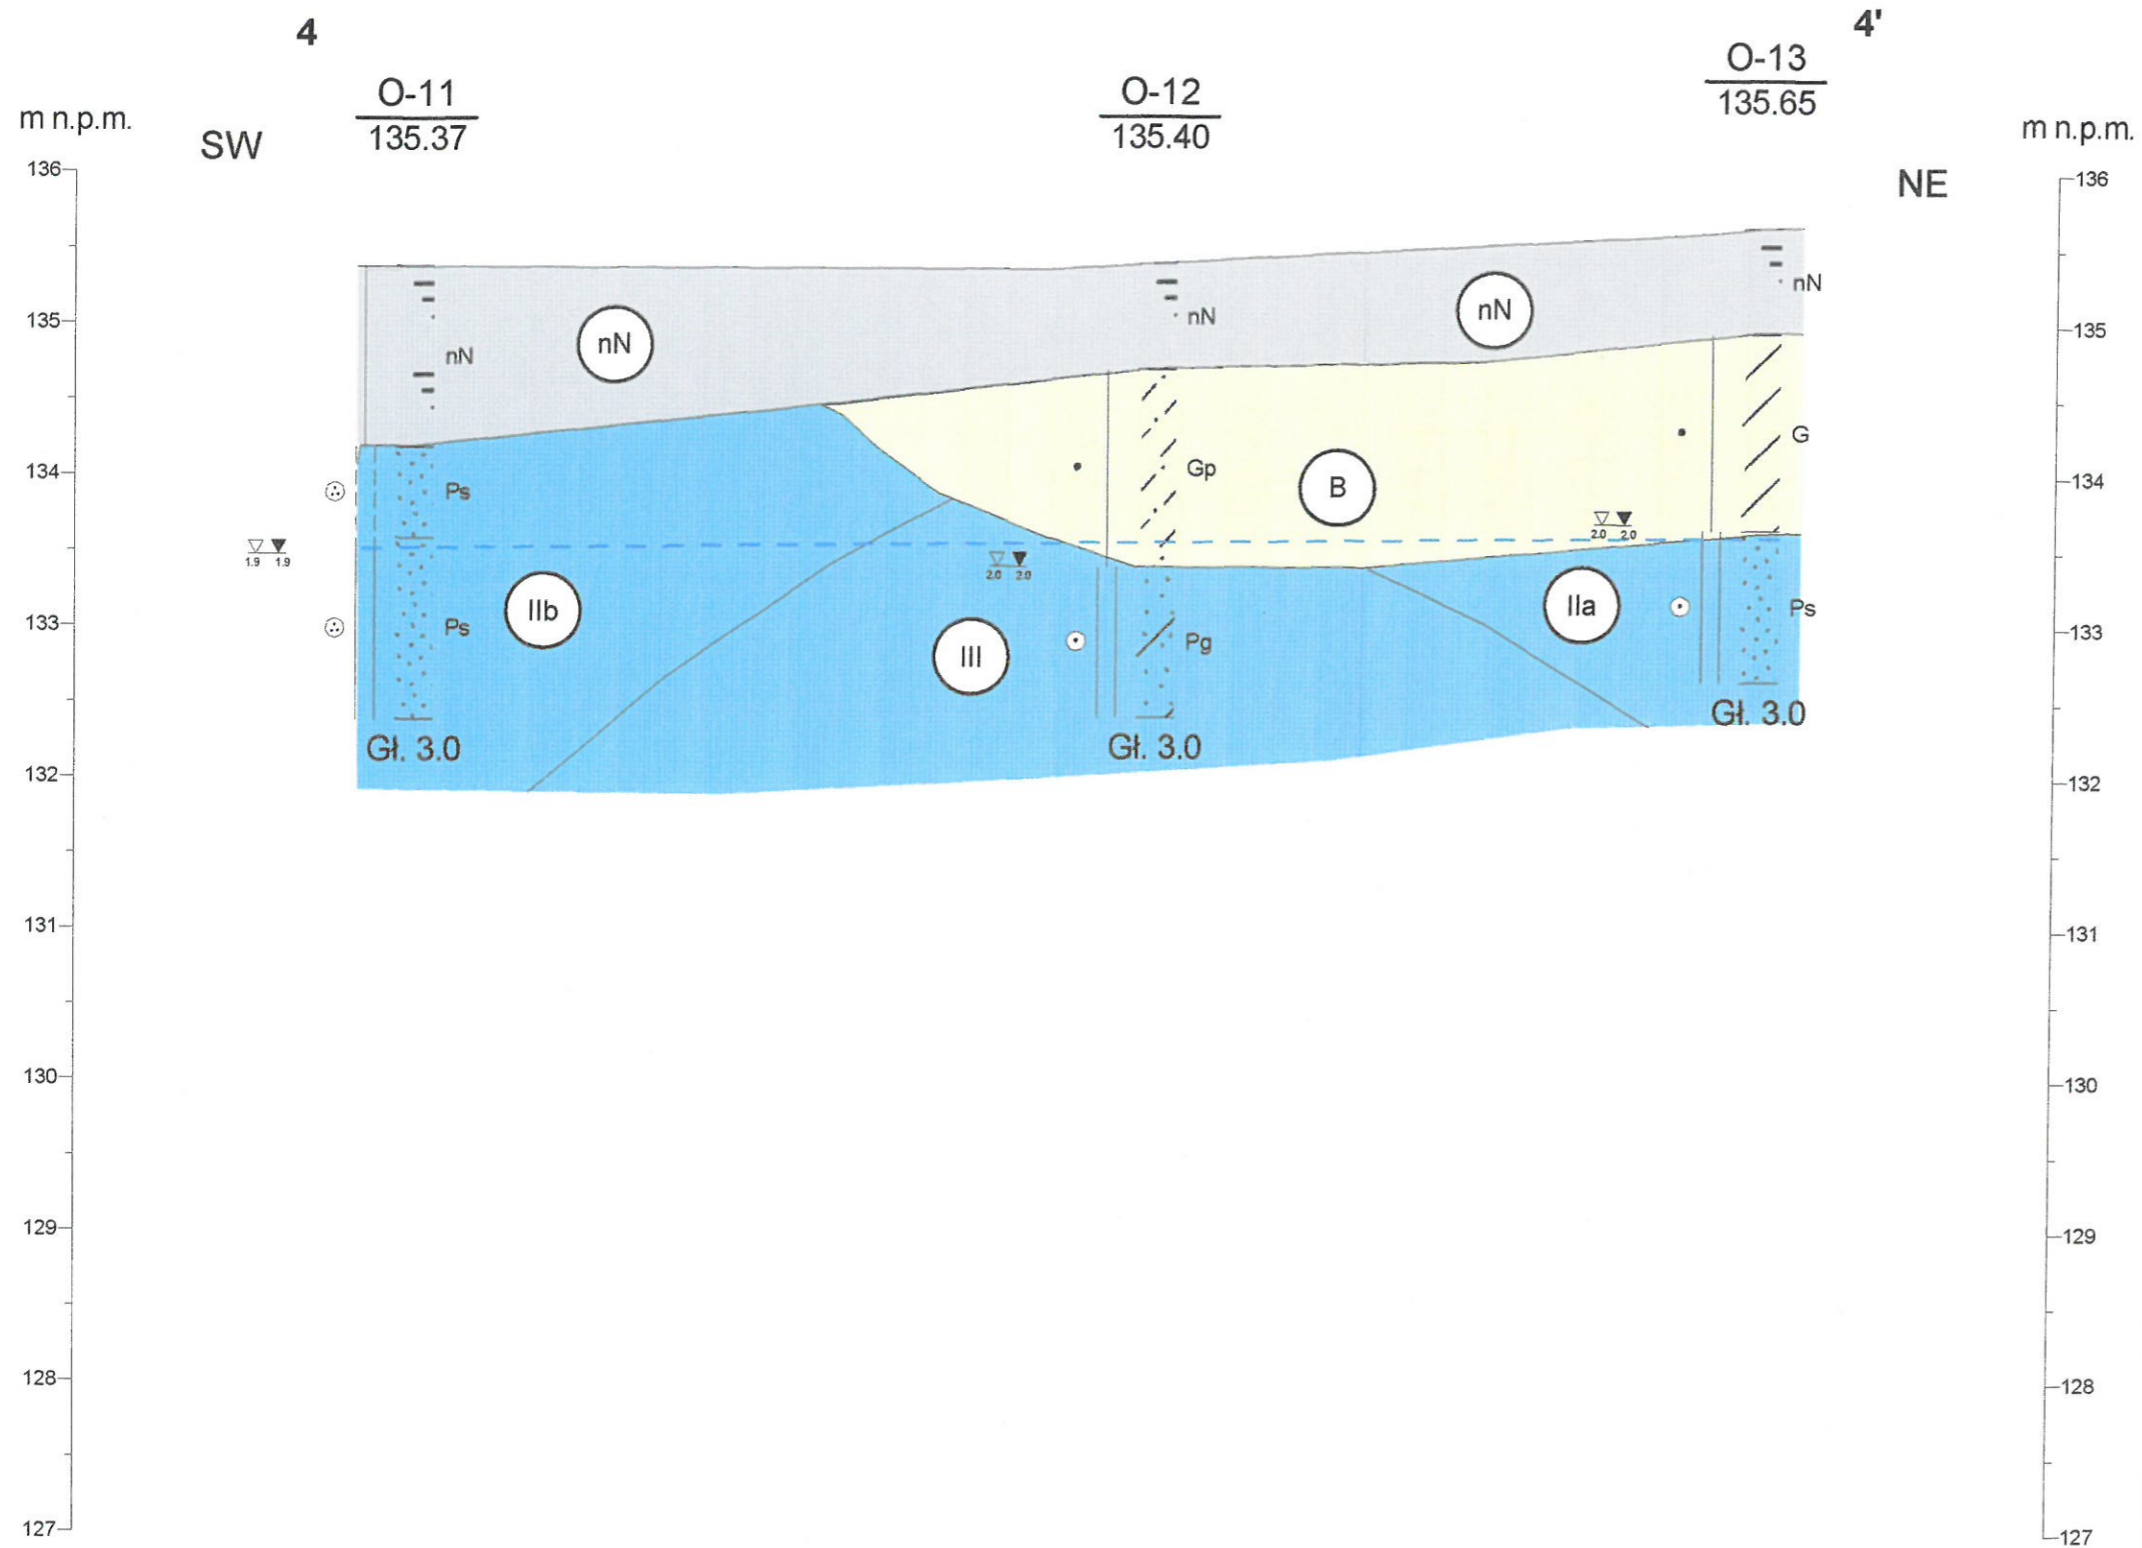 4
4'
O-11
135.37
O-12
135.40
O-13
135.65
m n.p.m.
SW
m n.p.m.
NE
136
136
135
135
134
134
133
133
132
132
131
131
130
130
129
129
128
128
127
127
nN
nN
nN
nN
nN
Ps
Gp
B
G
1.9 1.9
2.0 2.0
2.0 2.0
Ps
IIb
III
Pg
IIa
Ps
Gł. 3.0
Gł. 3.0
Gł. 3.0